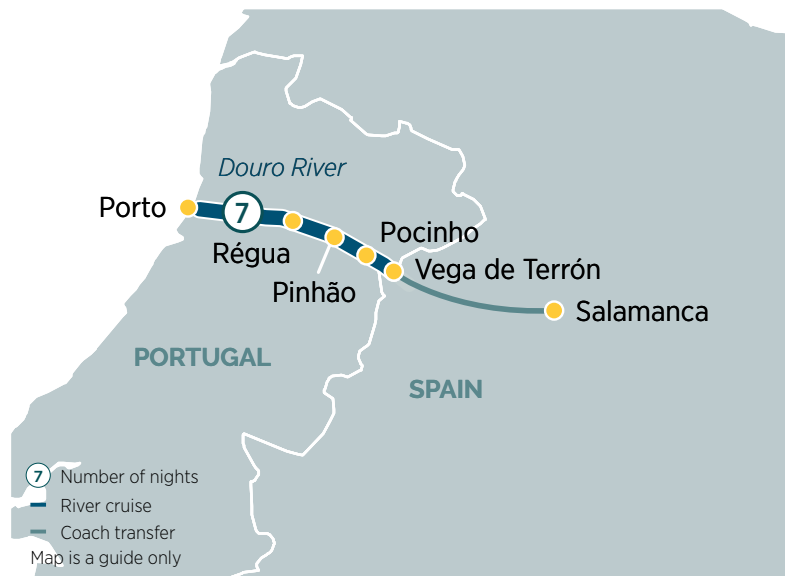 Douro River
Porto
7
Régua
Pocinho
Pinhão
Vega de Terrón
Salamanca
PORTUGAL
SPAIN
7 Number of nights
River cruise
Coach transfer
Map is a guide only